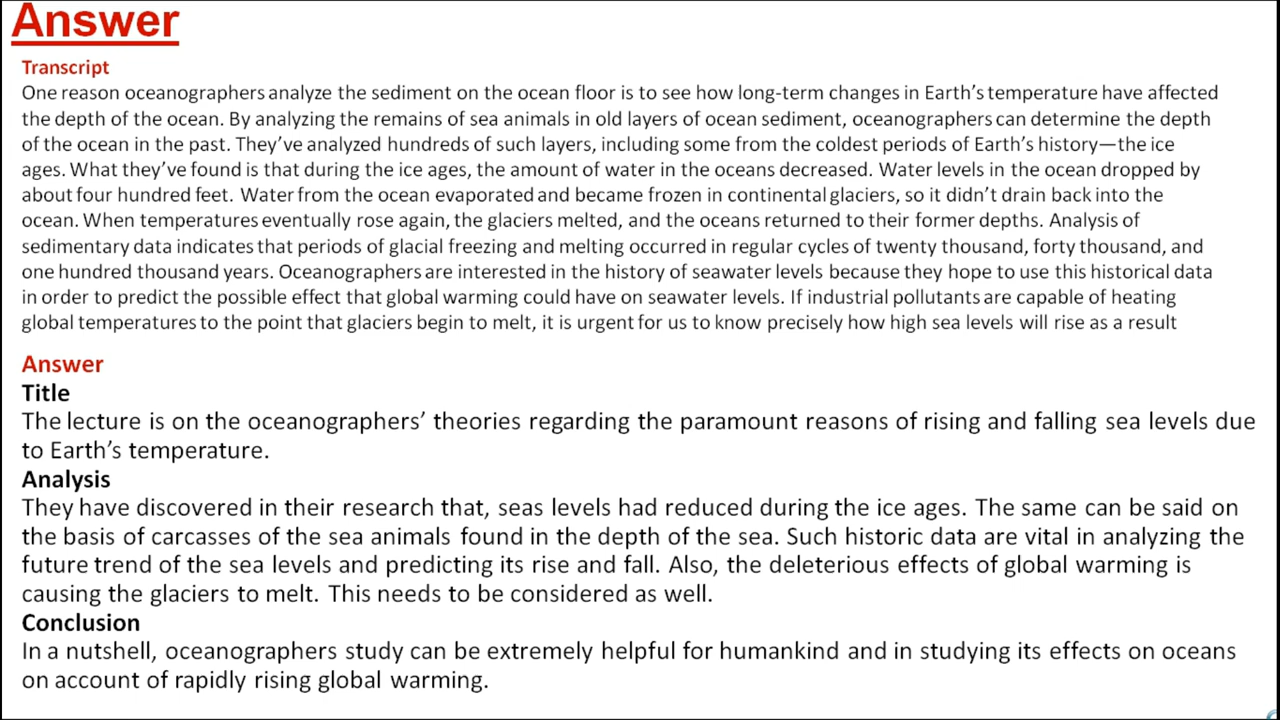 Answer
Transcript
One reason oceanographers analyze the sediment on the ocean floor is to see how long-term changes in Earth’s temperature have affected
the depth of the ocean. By analyzing the remains of sea animals in old layers of ocean sediment, oceanographers can determine the depth
of the ocean in the past. They’ve analyzed hundreds of such layers, including some from the coldest periods of Earth’s history—the ice
ages. What they’ve found is that during the ice ages, the amount of water in the oceans decreased. Water levels in the ocean dropped by
about four hundred feet. Water from the ocean evaporated and became frozen in continental glaciers, so it didn’t drain back into the
ocean. When temperatures eventually rose again, the glaciers melted, and the oceans returned to their former depths. Analysis of
sedimentary data indicates that periods of glacial freezing and melting occurred in regular cycles of twenty thousand, forty thousand, and
one hundred thousand years. Oceanographers are interested in the history of seawater levels because they hope to use this historical data
in order to predict the possible effect that global warming could have on seawater levels. If industrial pollutants are capable of heating
global temperatures to the point that glaciers begin to melt, it is urgent for us to know precisely how high sea levels will rise as a result
Answer
Title
The lecture is on the oceanographers’ theories regarding the paramount reasons of rising and falling sea levels due
to Earth’s temperature.
Analysis
They have discovered in their research that, seas levels had reduced during the ice ages. The same can be said on
the basis of carcasses of the sea animals found in the depth of the sea. Such historic data are vital in analyzing the
future trend of the sea levels and predicting its rise and fall. Also, the deleterious effects of global warming is
causing the glaciers to melt. This needs to be considered as well.
Conclusion
In a nutshell, oceanographers study can be extremely helpful for humankind and in studying its effects on oceans
on account of rapidly rising global warming.